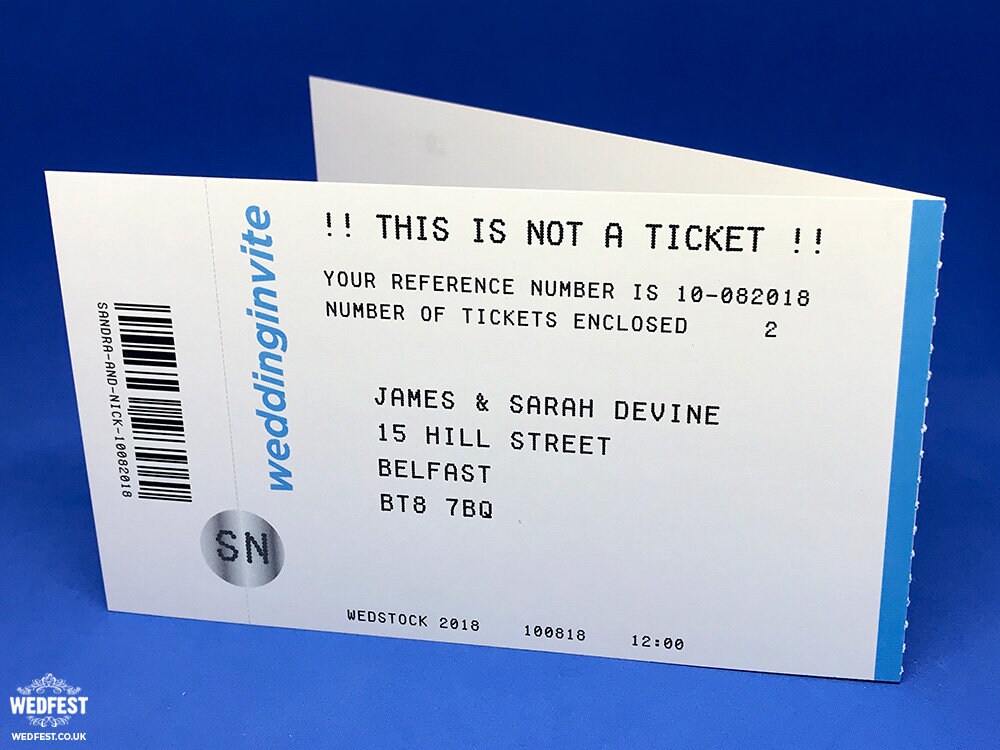 !! THIS IS NOT A TICKET !!
YOUR REFERENCE NUMBER IS 10-082018
NUMBER OF TICKETS ENCLOSED 2
JAMES & SARAH DEVINE
15 HILL STREET
BELFAST
BT8 7BQ
WEDSTOCK 2018 100818 12:00
weddinginvite
SANDRA-AND-NICK-10082018
SN
WEDFEST
WEDFEST.CO.UK